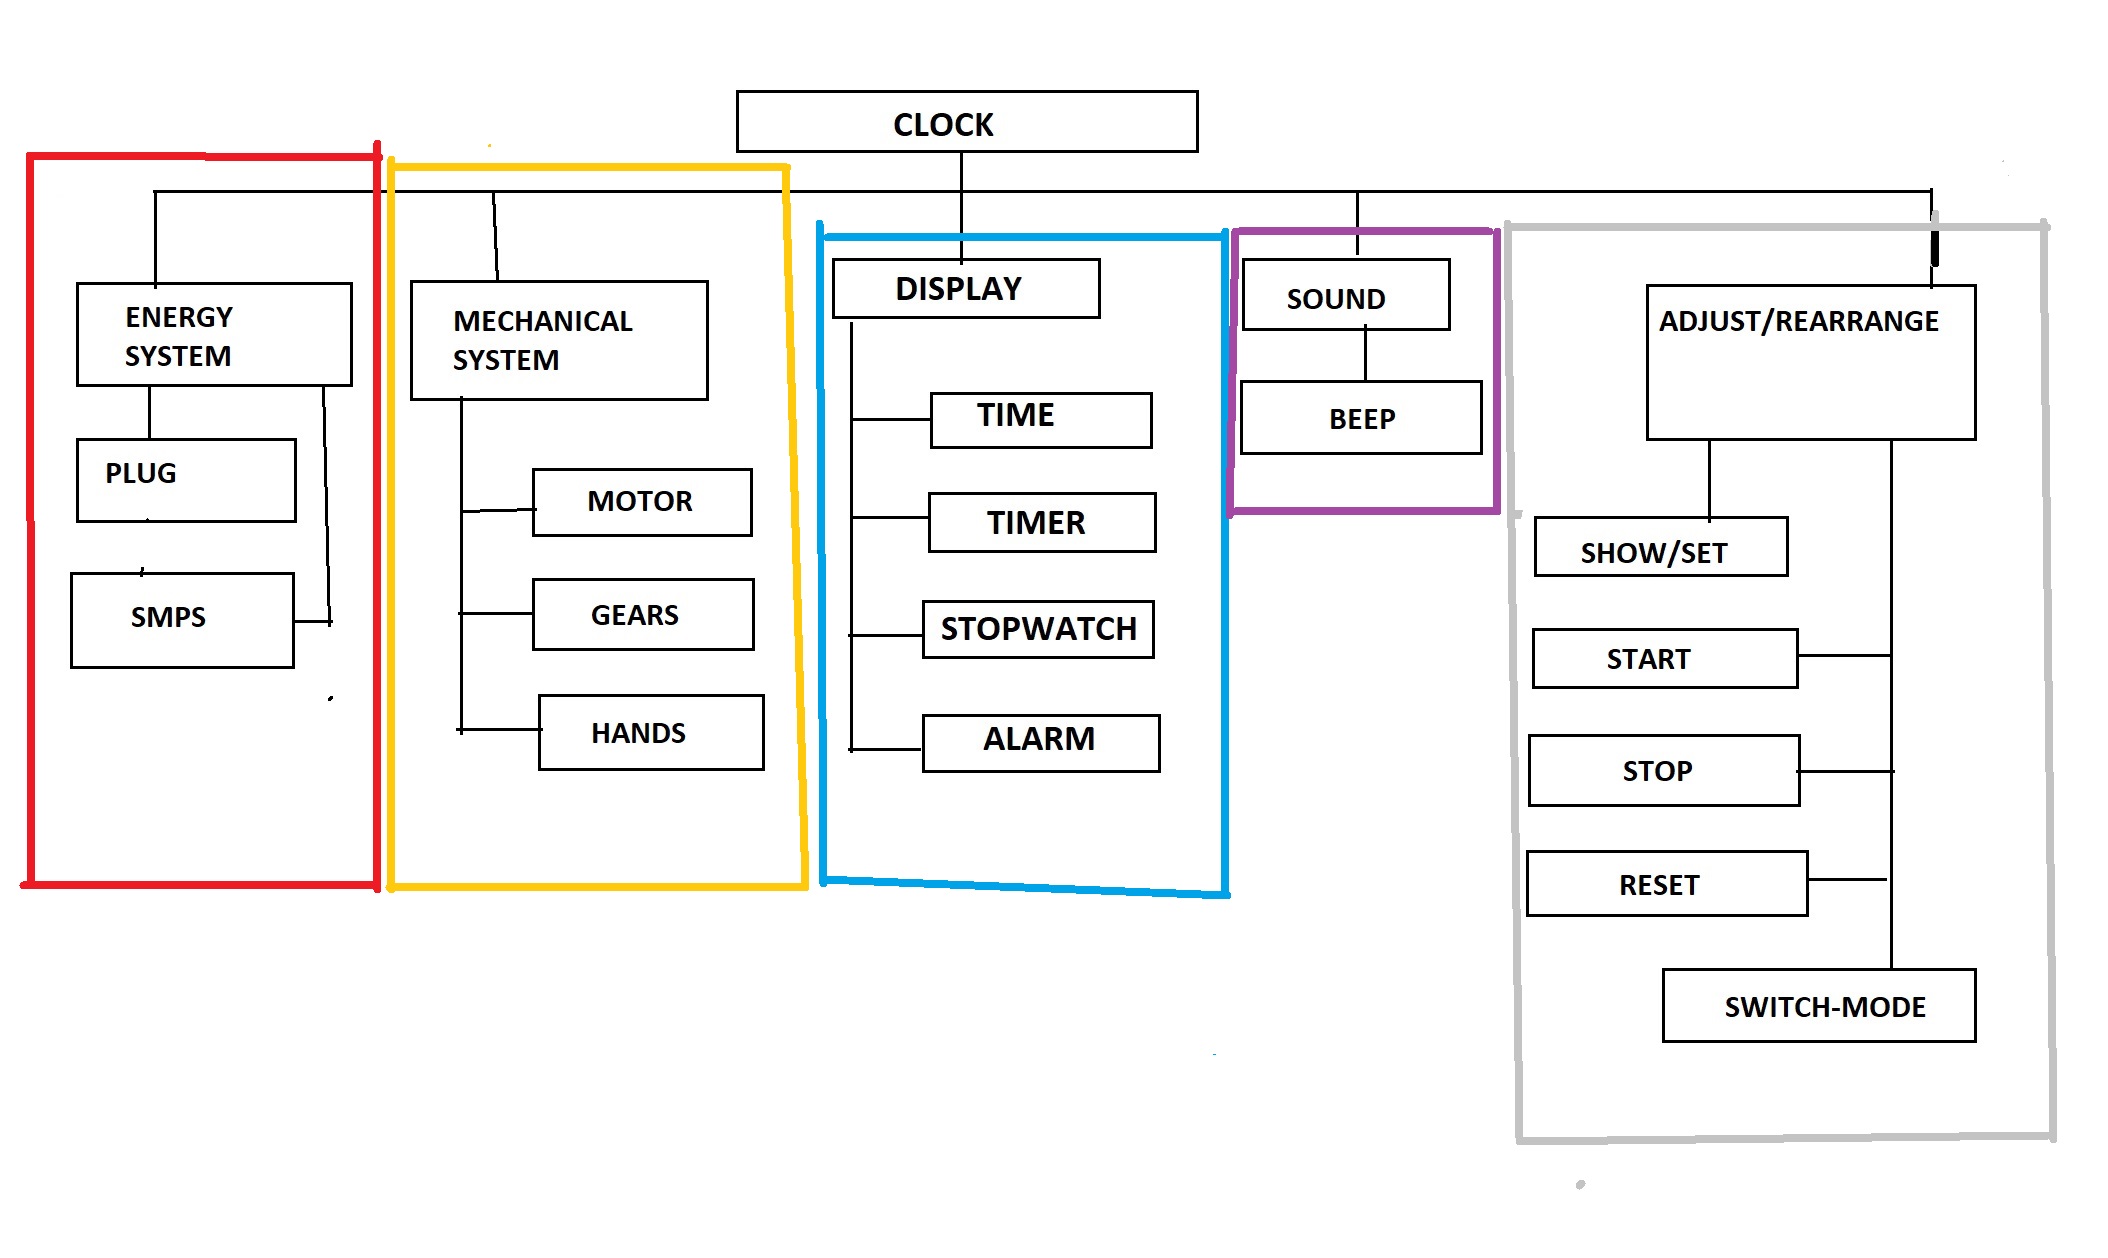 CLOCK
ENERGY
SYSTEM
PLUG
SMPS
MECHANICAL
SYSTEM
MOTOR
GEARS
HANDS
DISPLAY
TIME
TIMER
STOPWATCH
ALARM
SOUND
BEEP
ADJUST/REARRANGE
SHOW/SET
START
STOP
RESET
SWITCH-MODE